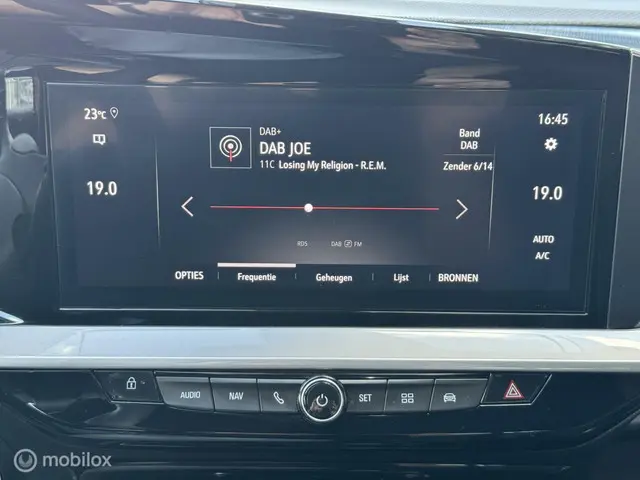 23°C
16:45
DAB+
DAB JOE
11C Losing My Religion - R.E.M.
Band
DAB
Zender 6/14
19.0
19.0
RDS DAB FM
AUTO
A/C
OPTIES Frequentie Geheugen Lijst BRONNEN
AUDIO NAV SET
mobilox